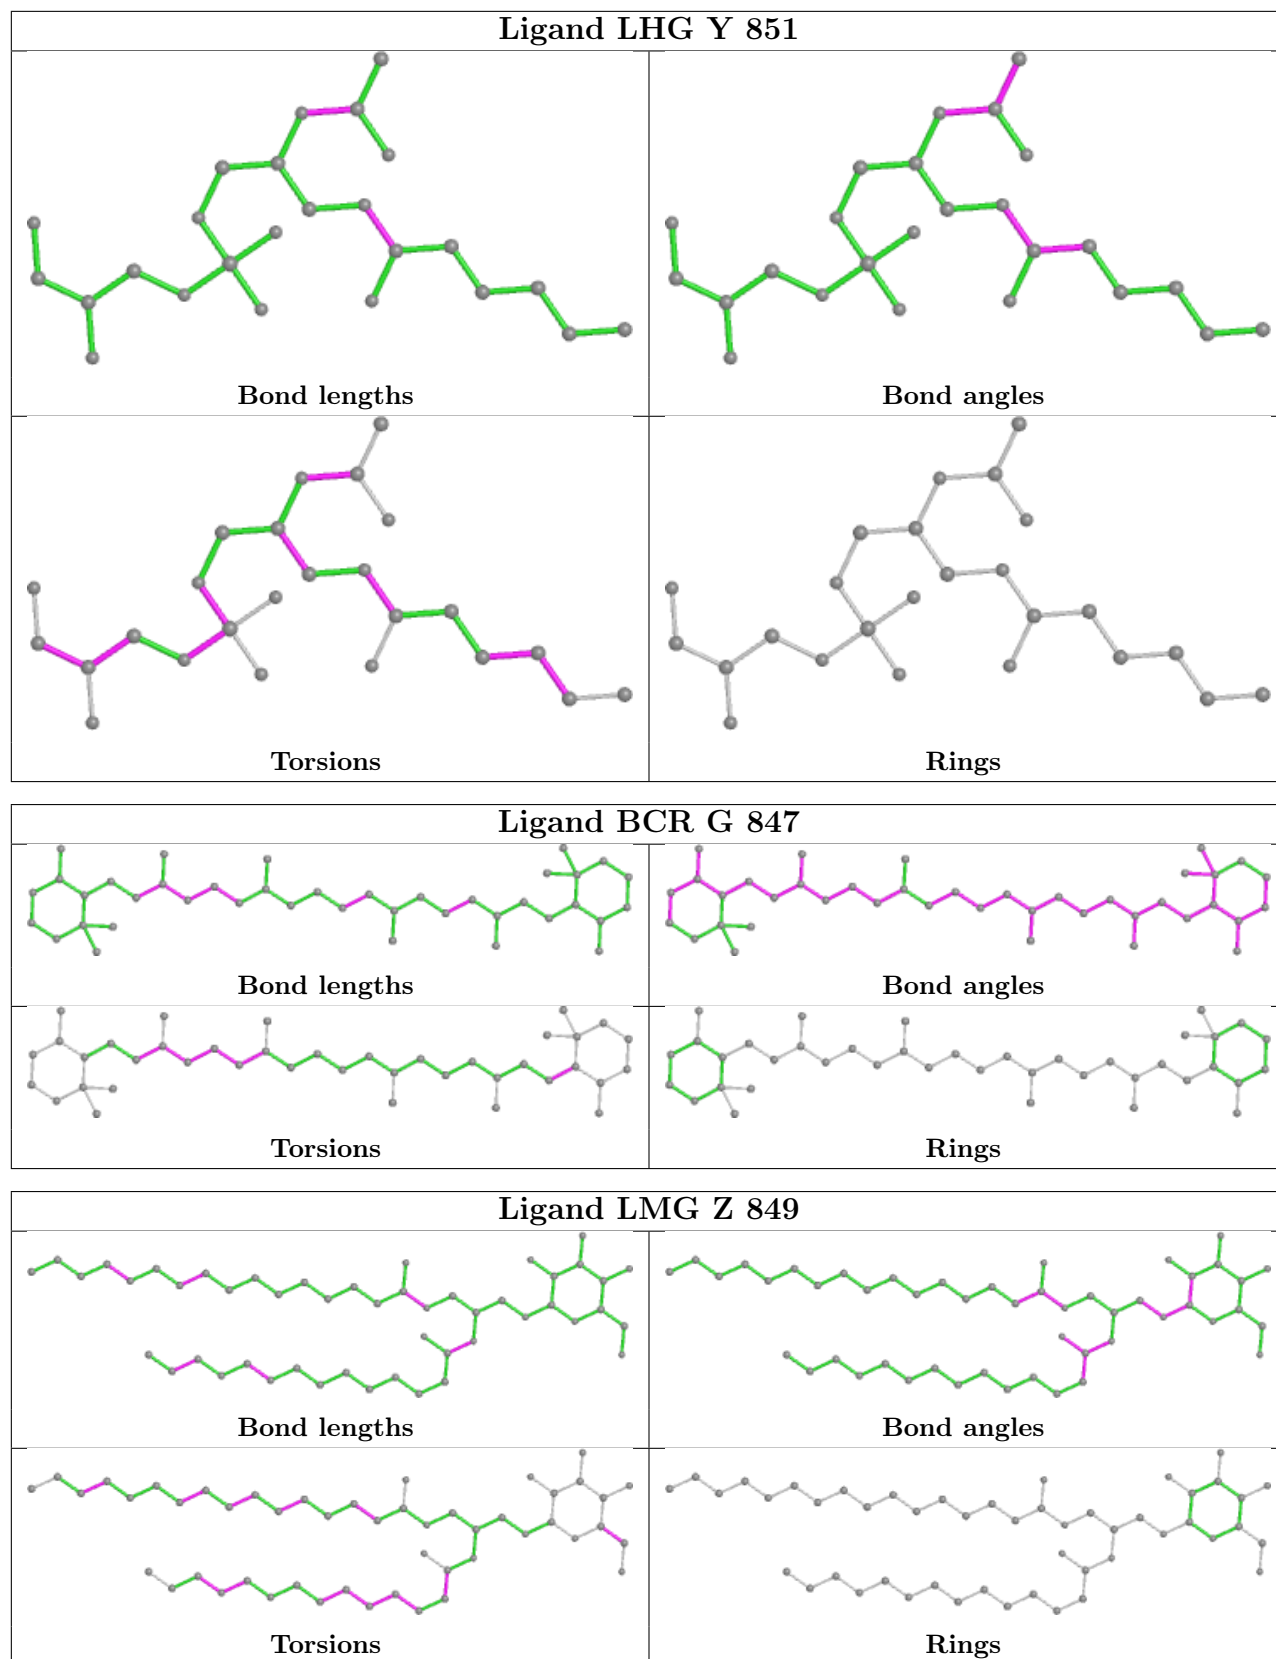 Ligand LHG Y 851
Bond lengths
Bond angles
Torsions
Rings
Ligand BCR G 847
Bond lengths
Bond angles
Torsions
Rings
Ligand LMG Z 849
Bond lengths
Bond angles
Torsions
Rings